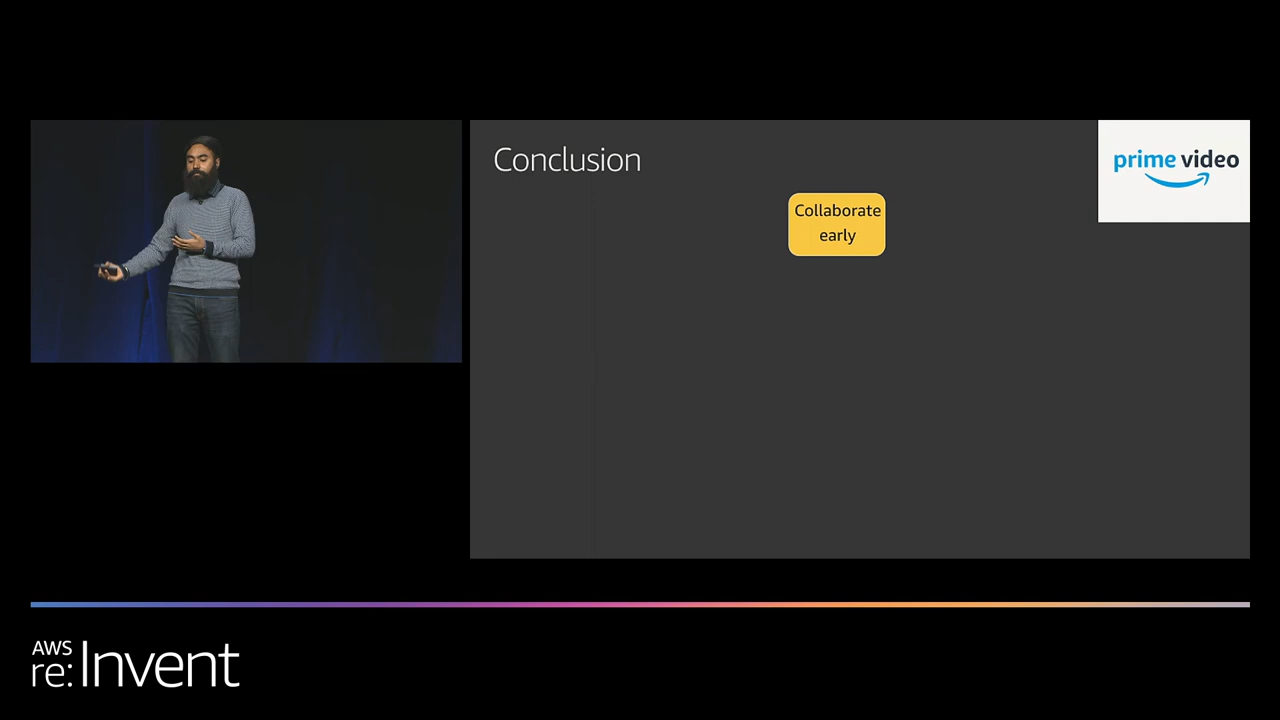 Conclusion
prime video
Collaborate
early
AWS
re:Invent